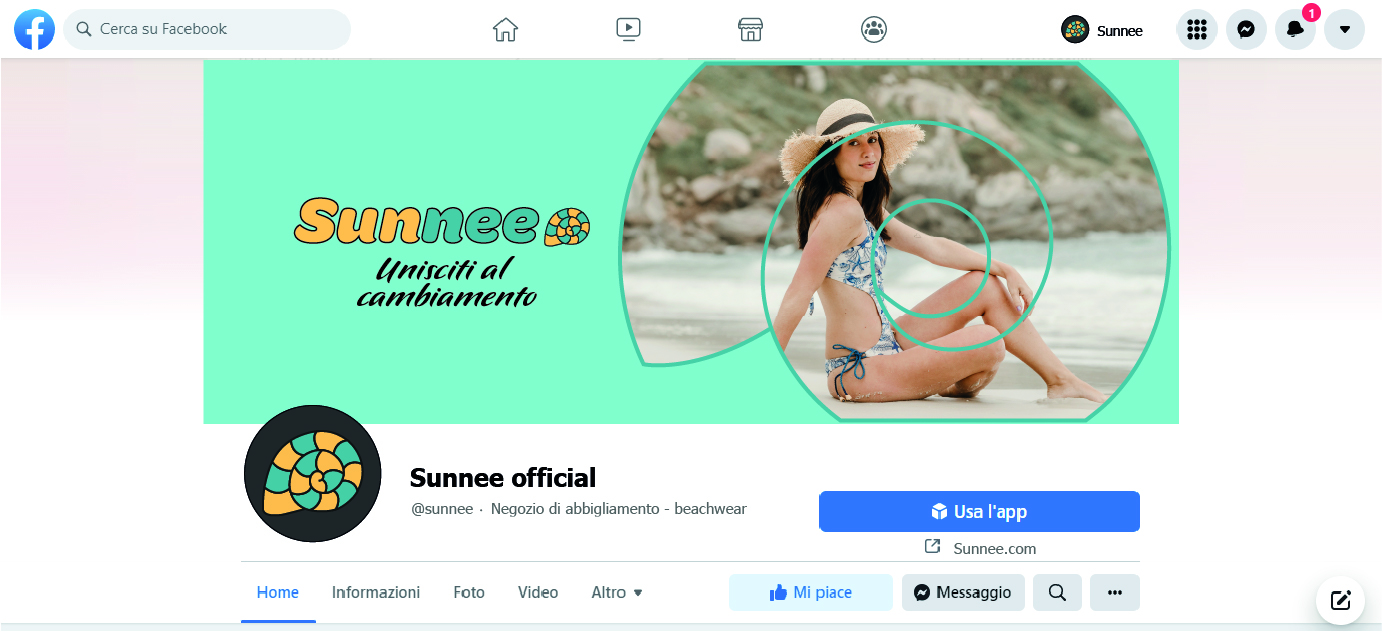 Cerca su Facebook
Sunnee
1
Sunnee
Unisciti al
cambiamento
Sunnee official
@sunnee · Negozio di abbigliamento - beachwear
Usa l'app
Sunnee.com
Home
Informazioni
Foto
Video
Altro
Mi piace
Messaggio